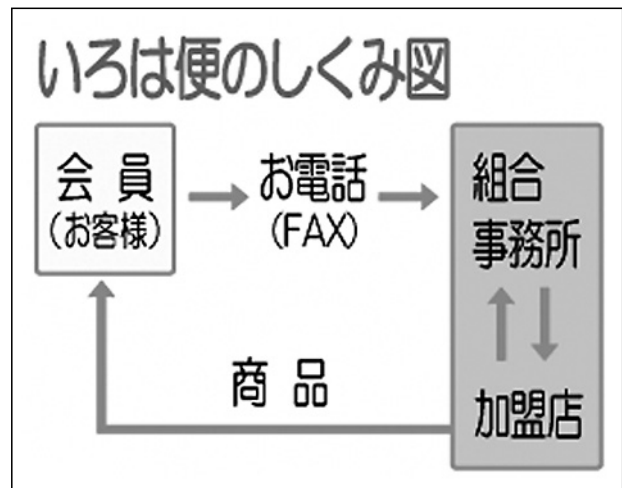 いろは便のしくみ図
会員
(お客様)
お電話
(FAX)
組合
事務所
加盟店
商品